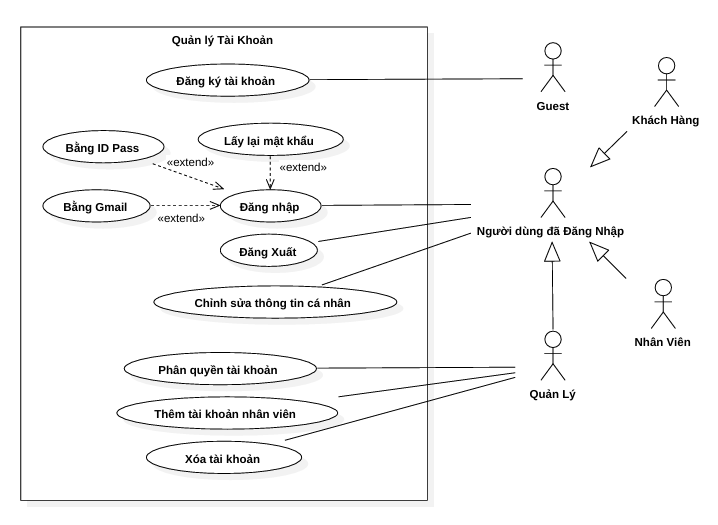 Quản lý Tài Khoản
Đăng ký tài khoản
Guest
Khách Hàng
Bằng ID Pass
Lấy lại mật khẩu
«extend»
«extend»
Bằng Gmail
«extend»
Đăng nhập
Người dùng đã Đăng Nhập
Đăng Xuất
Chỉnh sửa thông tin cá nhân
Nhân Viên
Phân quyền tài khoản
Quản Lý
Thêm tài khoản nhân viên
Xóa tài khoản